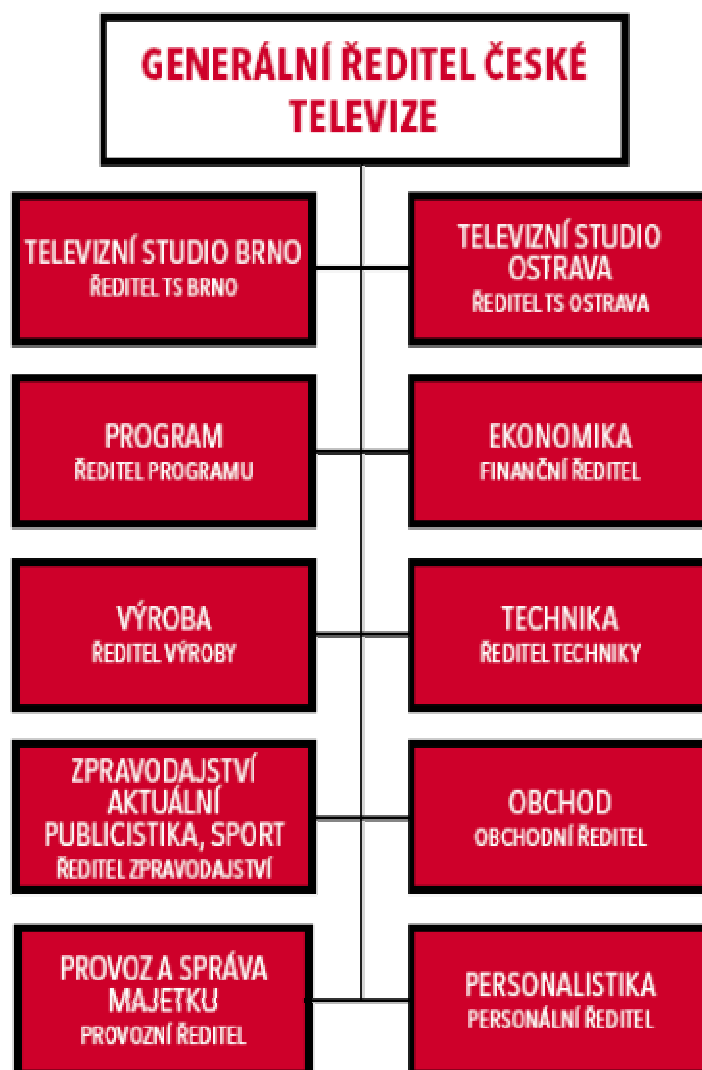 GENERÁLNÍ ŘEDITEL ČESKÉ
TELEVIZE
TELEVIZNÍ STUDIO BRNO
ŘEDITEL TS BRNO
TELEVIZNÍ STUDIO
OSTRAVA
ŘEDITEL TS OSTRAVA
PROGRAM
ŘEDITEL PROGRAMU
EKONOMIKA
FINANČNÍ ŘEDITEL
VÝROBA
ŘEDITEL VÝROBY
TECHNIKA
ŘEDITEL TECHNIKY
ZPRAVODAJSTVÍ
AKTUÁLNÍ
PUBLICISTIKA, SPORT
ŘEDITEL ZPRAVODAJSTVÍ
OBCHOD
OBCHODNÍ ŘEDITEL
PROVOZ A SPRÁVA
MAJETKU
PROVOZNÍ ŘEDITEL
PERSONALISTIKA
PERSONÁLNÍ ŘEDITEL